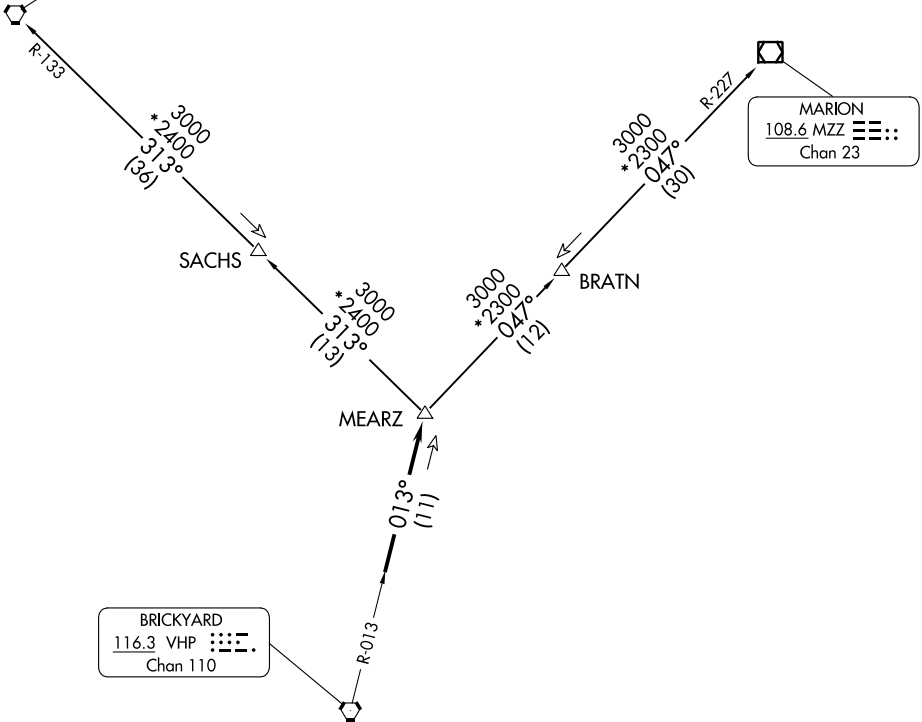 R-133
3000
*2400
313°
(36)
SACHS
3000
*2400
313°
(13)
R-227
MARION
108.6 MZZ
Chan 23
3000
*2300
047°
(30)
BRATN
3000
*2300
047°
(12)
MEARZ
013°
(11)
R-013
BRICKYARD
116.3 VHP
Chan 110